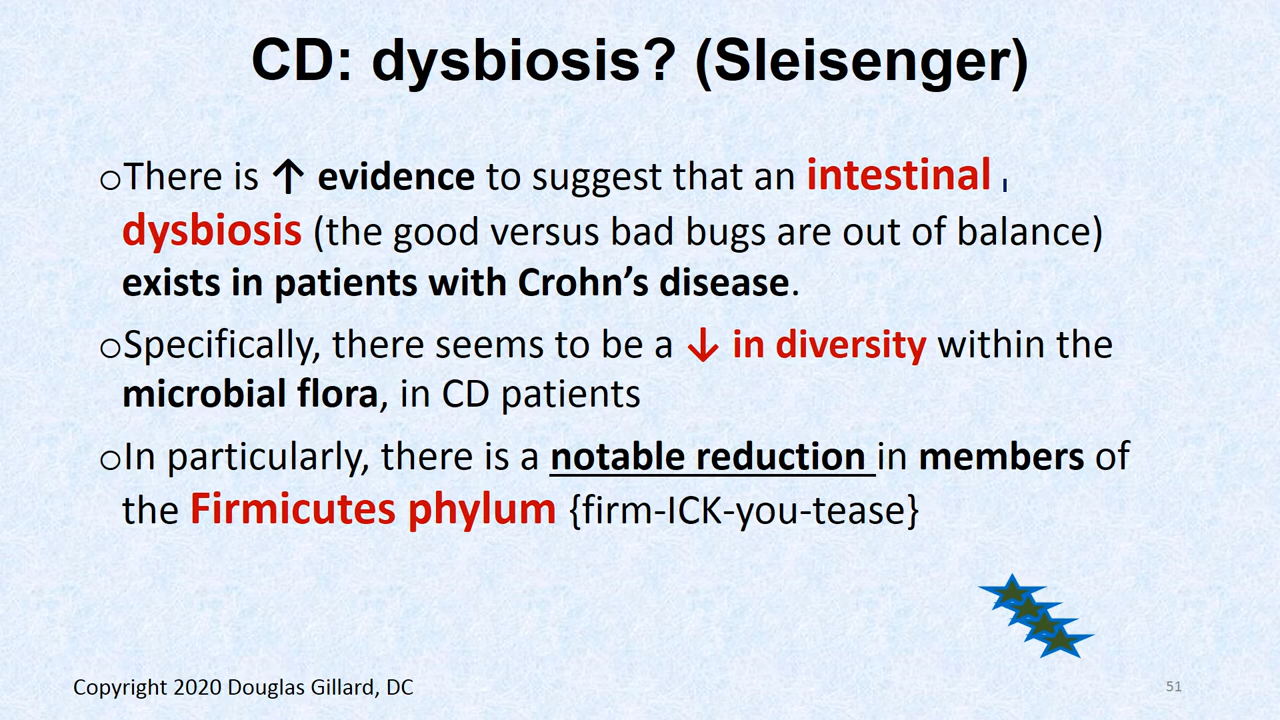 CD: dysbiosis? (Sleisenger)
oThere is ↑ evidence to suggest that an intestinal
dysbiosis (the good versus bad bugs are out of balance)
exists in patients with Crohn’s disease.
oSpecifically, there seems to be a ↓ in diversity within the
microbial flora, in CD patients
oIn particularly, there is a notable reduction in members of
the Firmicutes phylum {firm-ICK-you-tease}
Copyright 2020 Douglas Gillard, DC
51